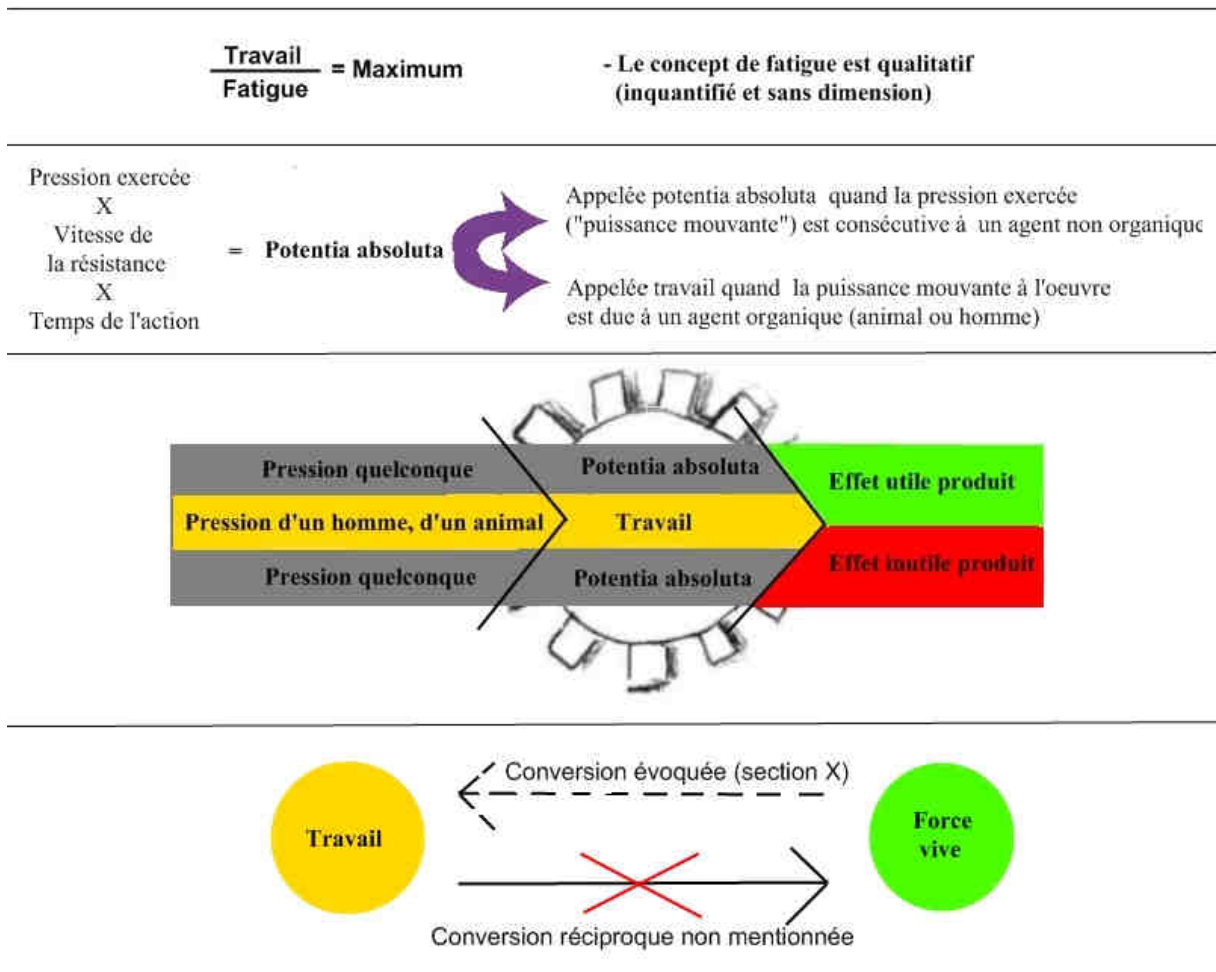 Travail
Fatigue
= Maximum
- Le concept de fatigue est qualitatif
(inquantifié et sans dimension)
Pression exercée
X
Vitesse de
la résistance
X
Temps de l'action
= Potentia absoluta
Appelée potentia absoluta quand la pression exercée
("puissance mouvante") est consécutive à un agent non organique
Appelée travail quand la puissance mouvante à l'oeuvre
est due à un agent organique (animal ou homme)
Pression quelconque
Potentia absoluta
Effet utile produit
Pression d'un homme, d'un animal
Travail
Pression quelconque
Potentia absoluta
Effet inutile produit
Conversion évoquée (section X)
Travail
Force
vive
Conversion réciproque non mentionnée